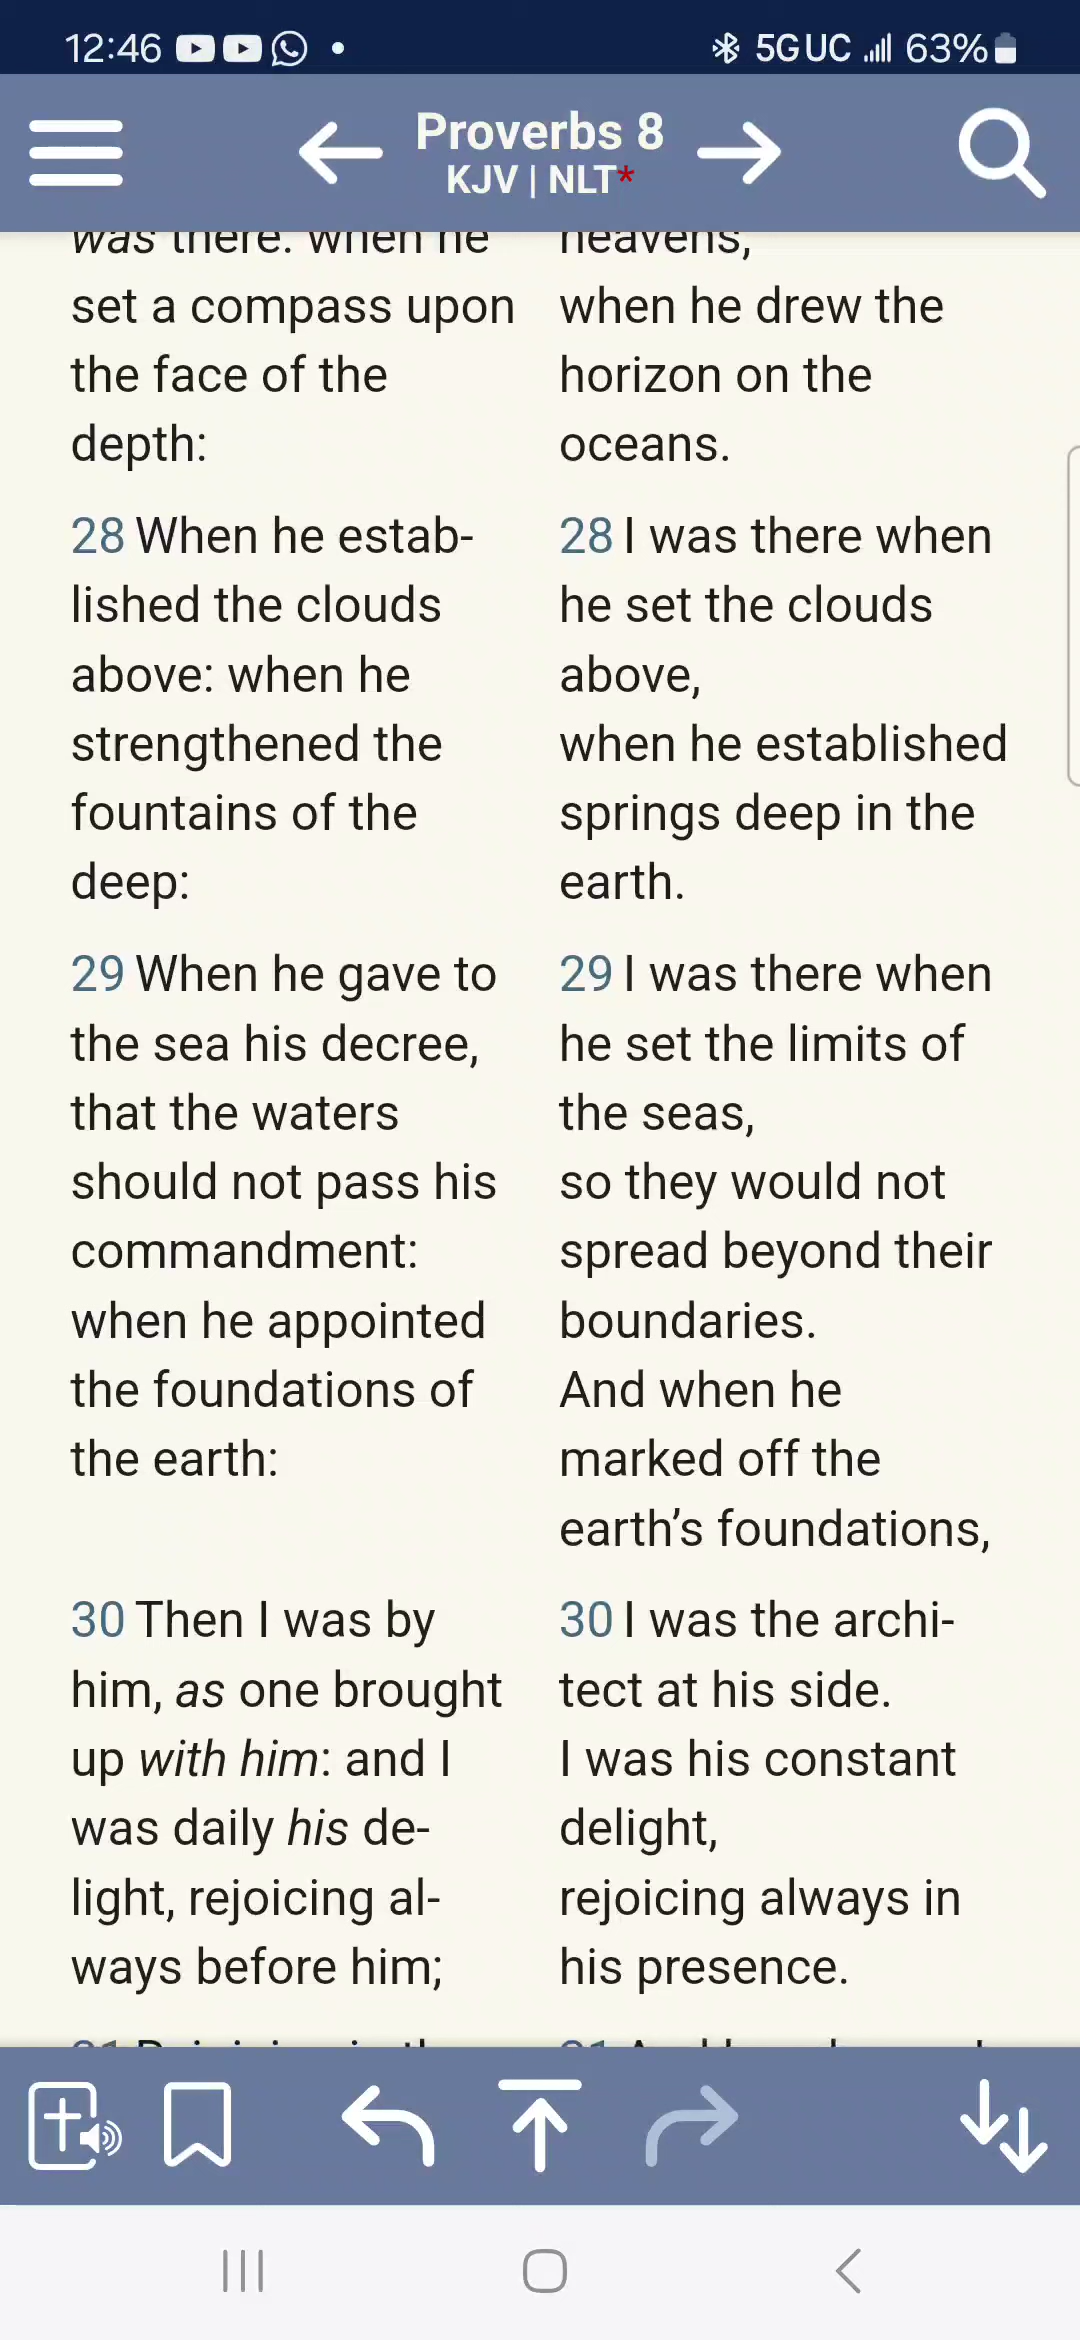 12:46
5G UC 63%
Proverbs 8
KJV | NLT*
was there: when he
set a compass upon
the face of the
depth:
28 When he estab-
lished the clouds
above: when he
strengthened the
fountains of the
deep:
29 When he gave to
the sea his decree,
that the waters
should not pass his
commandment:
when he appointed
the foundations of
the earth:
30 Then I was by
him, as one brought
up with him: and I
was daily his de-
light, rejoicing al-
ways before him;
heavens,
when he drew the
horizon on the
oceans.
28 I was there when
he set the clouds
above,
when he established
springs deep in the
earth.
29 I was there when
he set the limits of
the seas,
so they would not
spread beyond their
boundaries.
And when he
marked off the
earth’s foundations,
30 I was the archi-
tect at his side.
I was his constant
delight,
rejoicing always in
his presence.